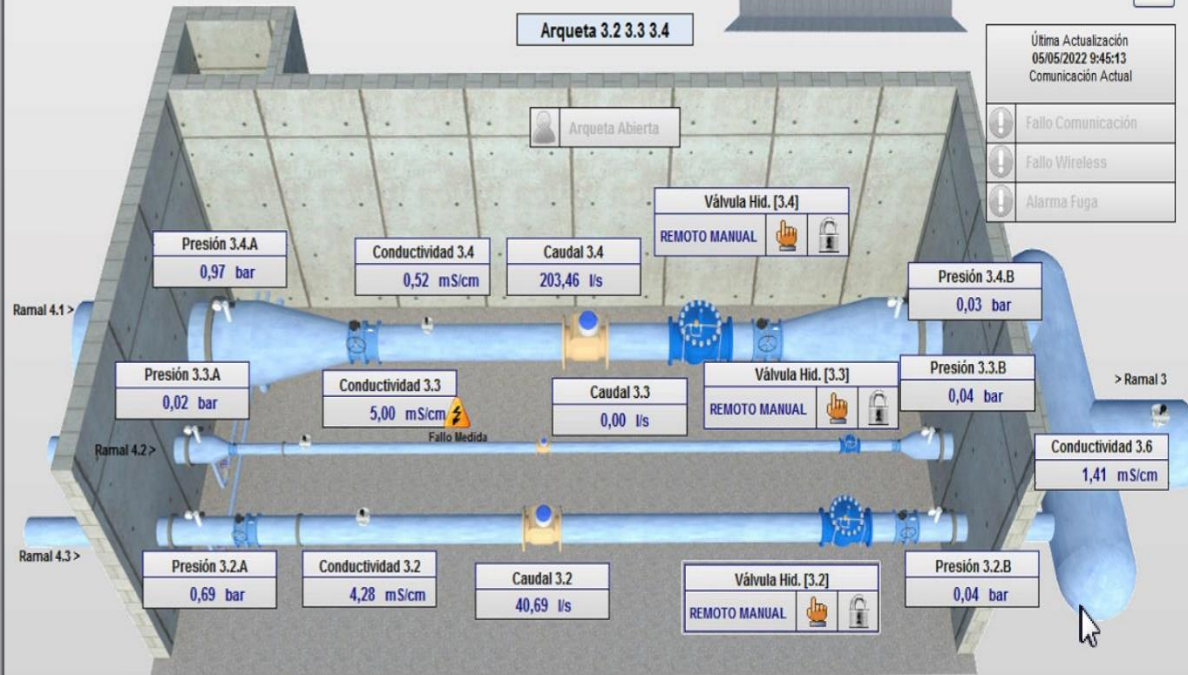 Arqueta 3.2 3.3 3.4
Última Actualización
05/05/2022 9:45:13
Comunicación Actual
Fallo Comunicación
Fallo Wireless
Alarma Fuga
Arqueta Abierta
Válvula Hid. [3.4]
REMOTO MANUAL
Presión 3.4.A
0,97 bar
Conductividad 3.4
0,52 mS/cm
Caudal 3.4
203,46 l/s
Presión 3.4.B
0,03 bar
Ramal 4.1 >
Presión 3.3.A
0,02 bar
Conductividad 3.3
5,00 mS/cm
Fallo Medida
Caudal 3.3
0,00 l/s
Válvula Hid. [3.3]
REMOTO MANUAL
Presión 3.3.B
0,04 bar
> Ramal 3
Ramal 4.2 >
Conductividad 3.6
1,41 mS/cm
Ramal 4.3 >
Presión 3.2.A
0,69 bar
Conductividad 3.2
4,28 mS/cm
Caudal 3.2
40,69 l/s
Válvula Hid. [3.2]
REMOTO MANUAL
Presión 3.2.B
0,04 bar